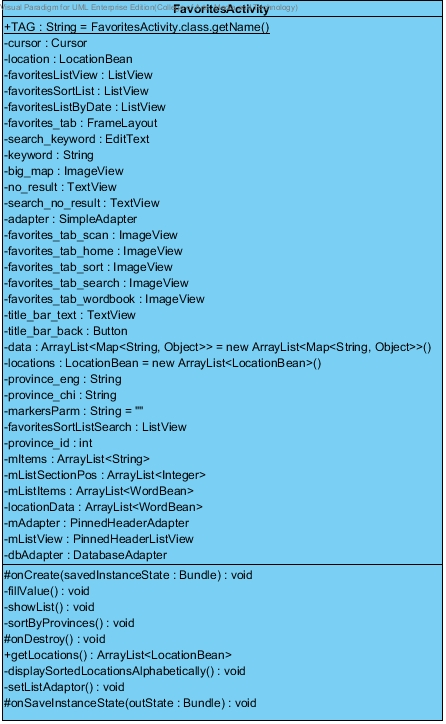 Visual Paradigm for UML Enterprise Edition
FavoritesActivity
+TAG : String = FavoritesActivity.class.getName()
-cursor : Cursor
-location : LocationBean
-favoritesListView : ListView
-favoritesSortList : ListView
-favoritesListByDate : ListView
-favorites_tab : FrameLayout
-search_keyword : EditText
-keyword : String
-big_map : ImageView
-no_result : TextView
-search_no_result : TextView
-adapter : SimpleAdapter
-favorites_tab_scan : ImageView
-favorites_tab_home : ImageView
-favorites_tab_sort : ImageView
-favorites_tab_search : ImageView
-favorites_tab_wordbook : ImageView
-title_bar_text : TextView
-title_bar_back : Button
-data : ArrayList<Map<String, Object>> = new ArrayList<Map<String, Object>>()
-locations : LocationBean = new ArrayList<LocationBean>()
-province_eng : String
-province_chi : String
-markersParm : String = ""
-favoritesSortListSearch : ListView
-province_id : int
-mItems : ArrayList<String>
-mListSectionPos : ArrayList<Integer>
-mListItems : ArrayList<WordBean>
-locationData : ArrayList<WordBean>
-mAdapter : PinnedHeaderAdapter
-mListView : PinnedHeaderListView
-dbAdapter : DatabaseAdapter
#onCreate(savedInstanceState : Bundle) : void
-fillValue() : void
-showList() : void
-sortByProvinces() : void
#onDestroy() : void
+getLocations() : ArrayList<LocationBean>
-displaySortedLocationsAlphabetically() : void
-setListAdaptor() : void
#onSaveInstanceState(outState : Bundle) : void